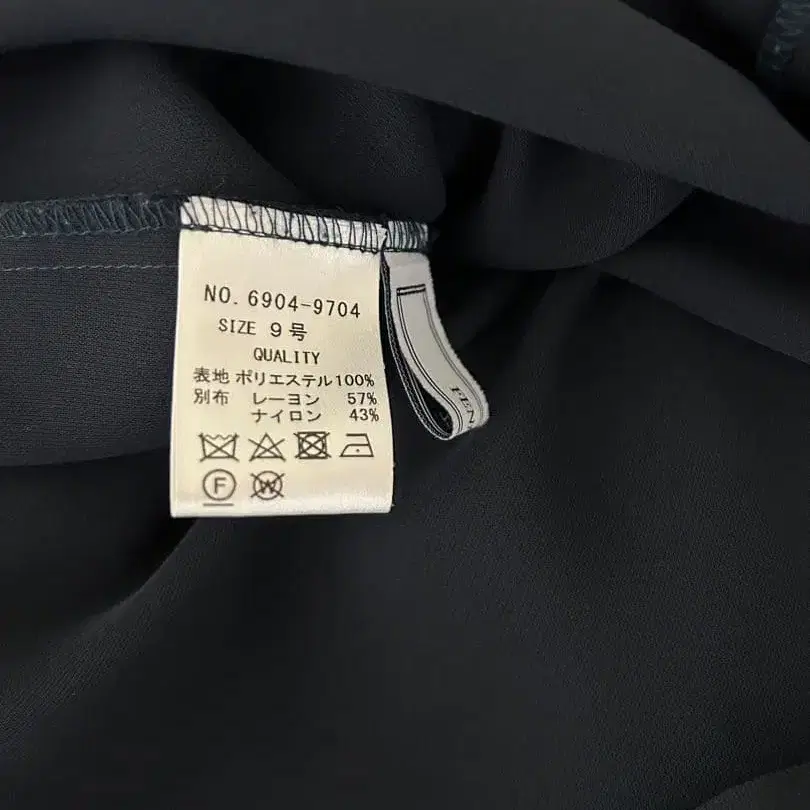 NO. 6904-9704
SIZE 9号
QUALITY
表地 ポリエステル100%
別布 レーヨン 57%
ナイロン 43%
F W
FEN